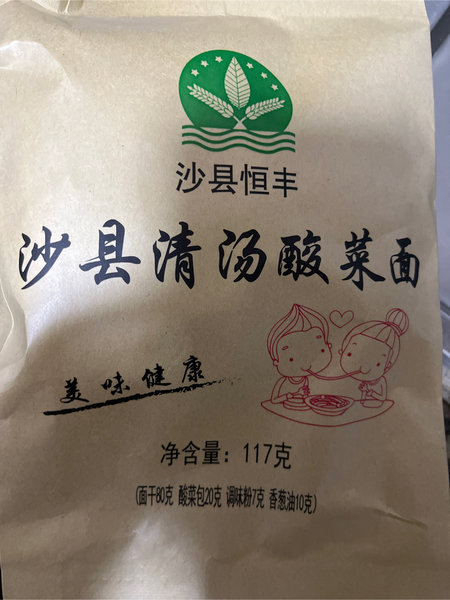 沙县恒丰
沙县清汤酸菜面
美味健康
净含量：117克
(面干80克 酸菜包20克 调味粉7克 香葱油10克)